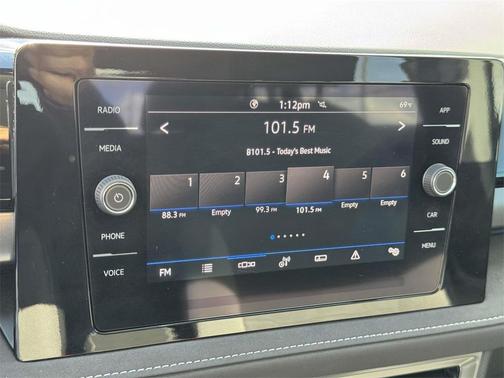 RADIO
MEDIA
PHONE
VOICE
1:12pm 69°F
101.5 FM
B101.5 - Today's Best Music
1 2 3 4 5 6
88.3 FM Empty 99.3 FM 101.5 FM Empty Empty
FM
APP
SOUND
CAR
MENU